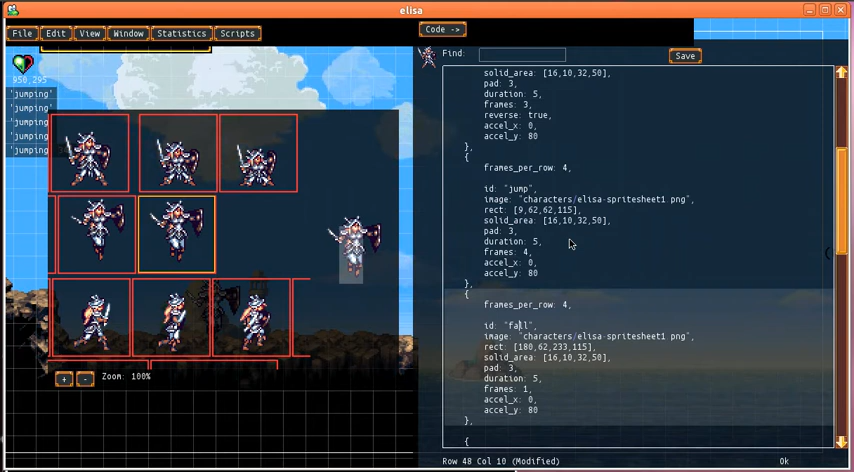 elisa
File Edit View Window Statistics Scripts
Code ->
Find:
Save
950,295
'jumping'
'jumping'
'jumping'
'jumping'
'jumping'
Zoom: 100%
+ -
solid_area: [16,10,32,50],
pad: 3,
duration: 5,
frames: 3,
reverse: true,
accel_x: 0,
accel_y: 80
},
{
frames_per_row: 4,
id: "jump",
image: "characters/elisa-spritesheet1 png",
rect: [9,62,62,115],
solid_area: [16,10,32,50],
pad: 3,
duration: 5,
frames: 4,
accel_x: 0,
accel_y: 80
},
{
frames_per_row: 4,
id: "fall",
image: "characters/elisa-spritesheet1 png",
rect: [180,62,233,115],
solid_area: [16,10,32,50],
pad: 3,
duration: 5,
frames: 1,
accel_x: 0,
accel_y: 80
},
{
Row 48 Col 10 (Modified)
Ok